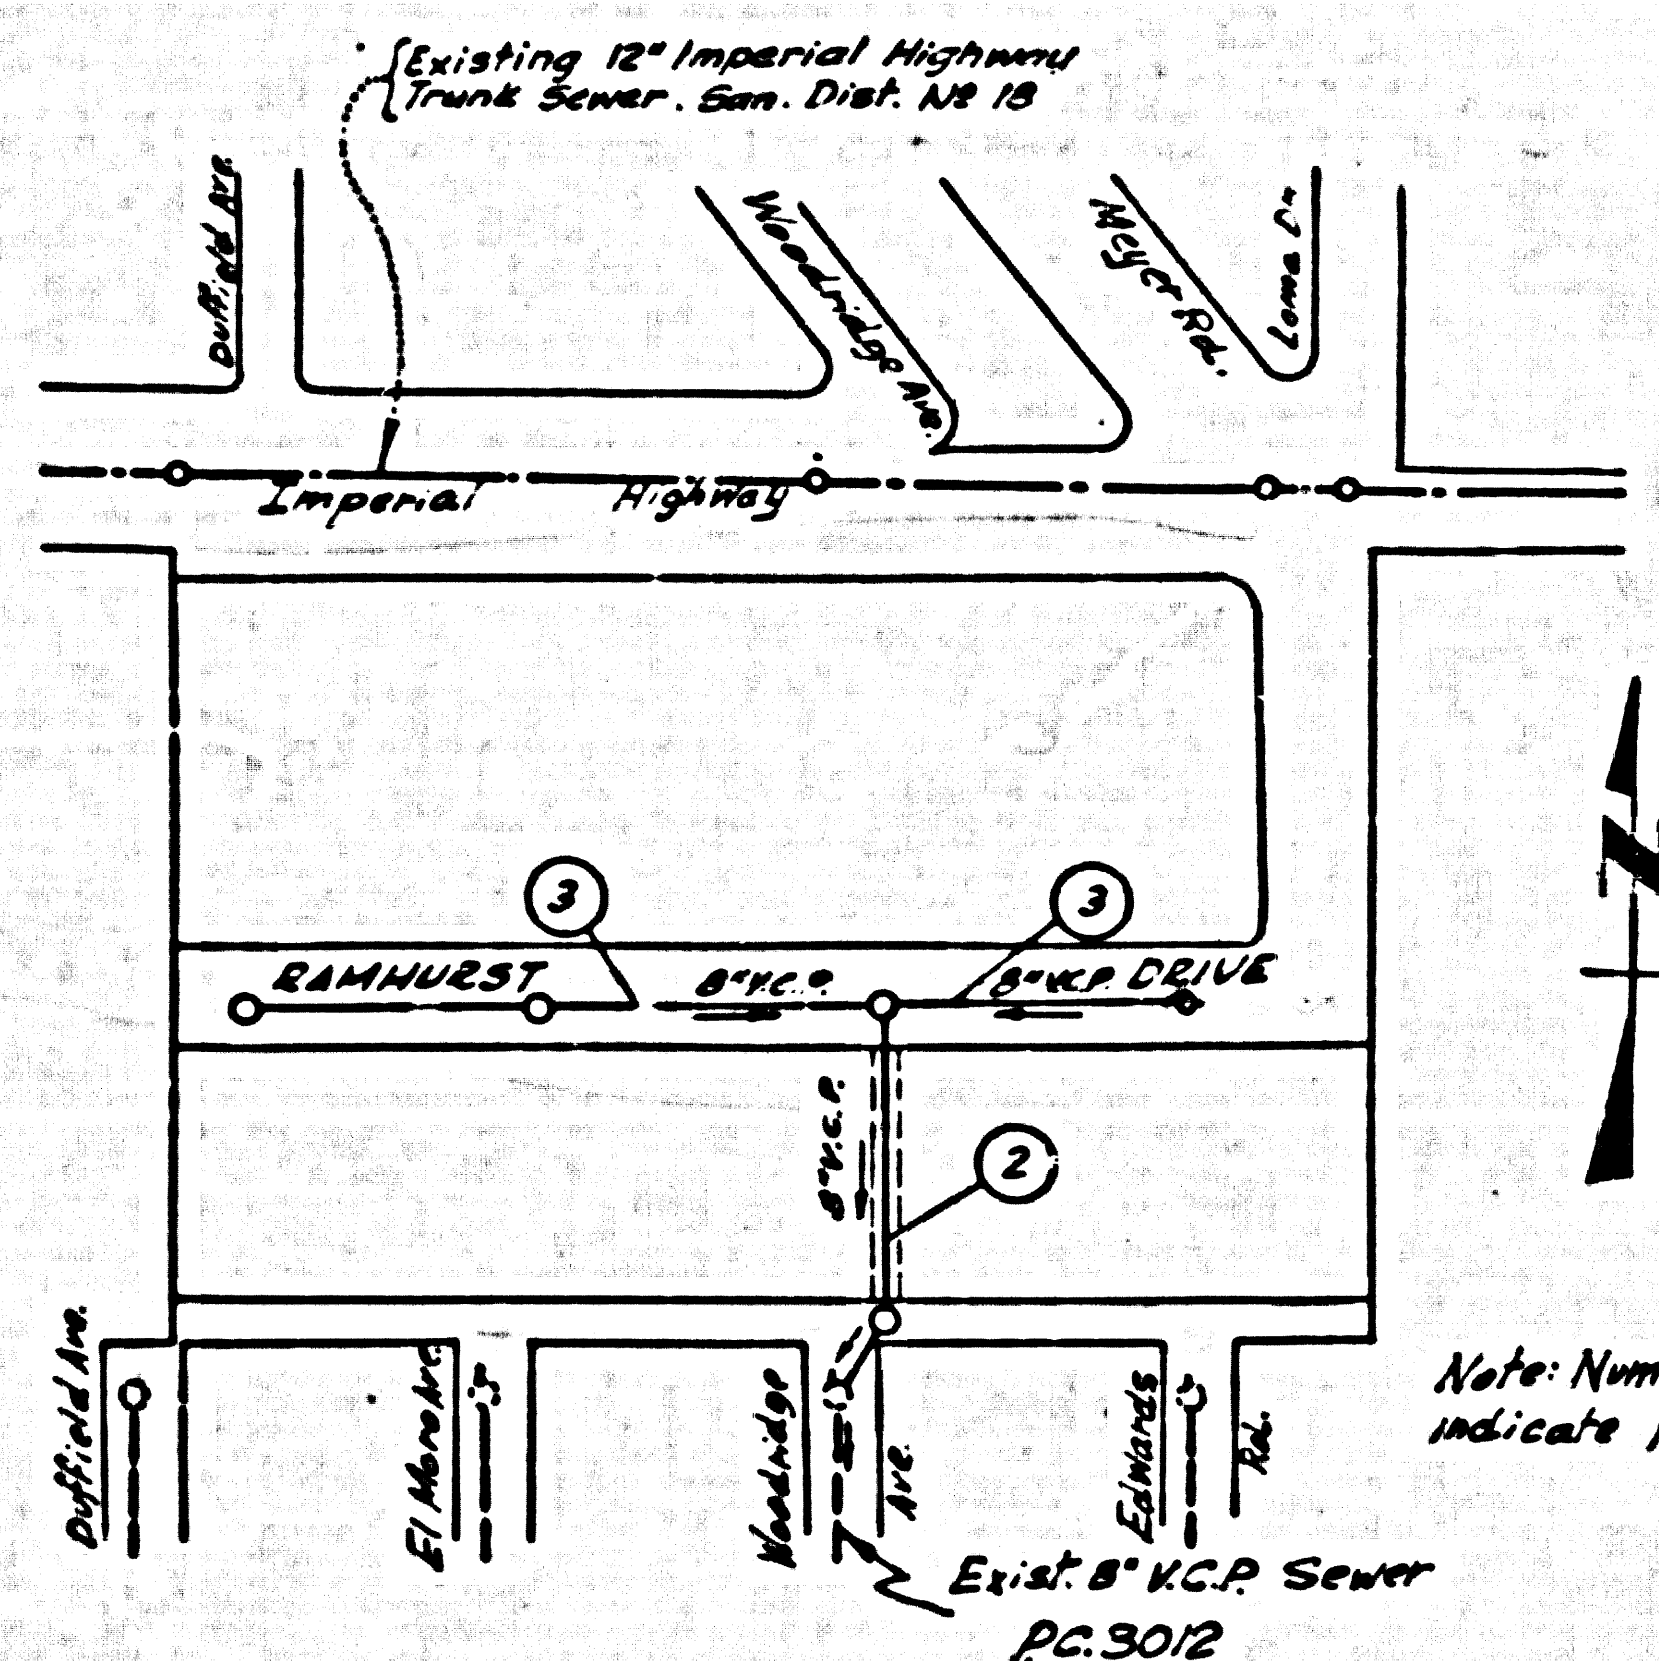 Existing 12" Imperial Highway
Trunk Sewer. San. Dist. Nº 18
Duffield Ave.
Woodridge Ave.
Meyer Rd.
Loma Dr
Imperial Highway
3
3
RAMHURST
8" V.C.P.
8" V.C.P.
DRIVE
8" V.C.P.
2
N
Duffield Ave.
El Moro Ave.
Woodridge
Ave.
Edwards
Rd.
Note: Num
indicate
Exist. 8" V.C.P. Sewer
P.C. 3012